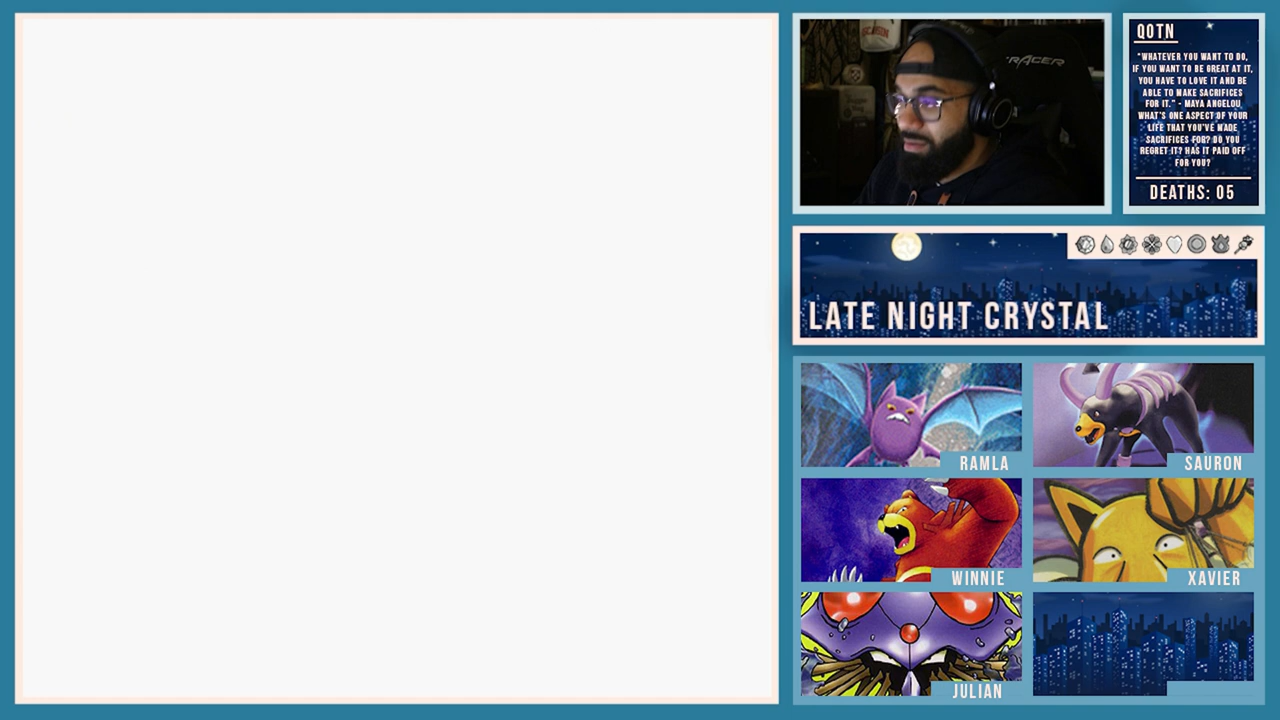 RACER
QOTN
"WHATEVER YOU WANT TO DO,
IF YOU WANT TO BE GREAT AT IT,
YOU HAVE TO LOVE IT AND BE
ABLE TO MAKE SACRIFICES
FOR IT." - MAYA ANGELOU
WHAT'S ONE ASPECT OF YOUR
LIFE THAT YOU'VE MADE
SACRIFICES FOR? DO YOU
REGRET IT? HAS IT PAID OFF
FOR YOU?
DEATHS: 05
LATE NIGHT CRYSTAL
RAMLA
SAURON
WINNIE
XAVIER
JULIAN